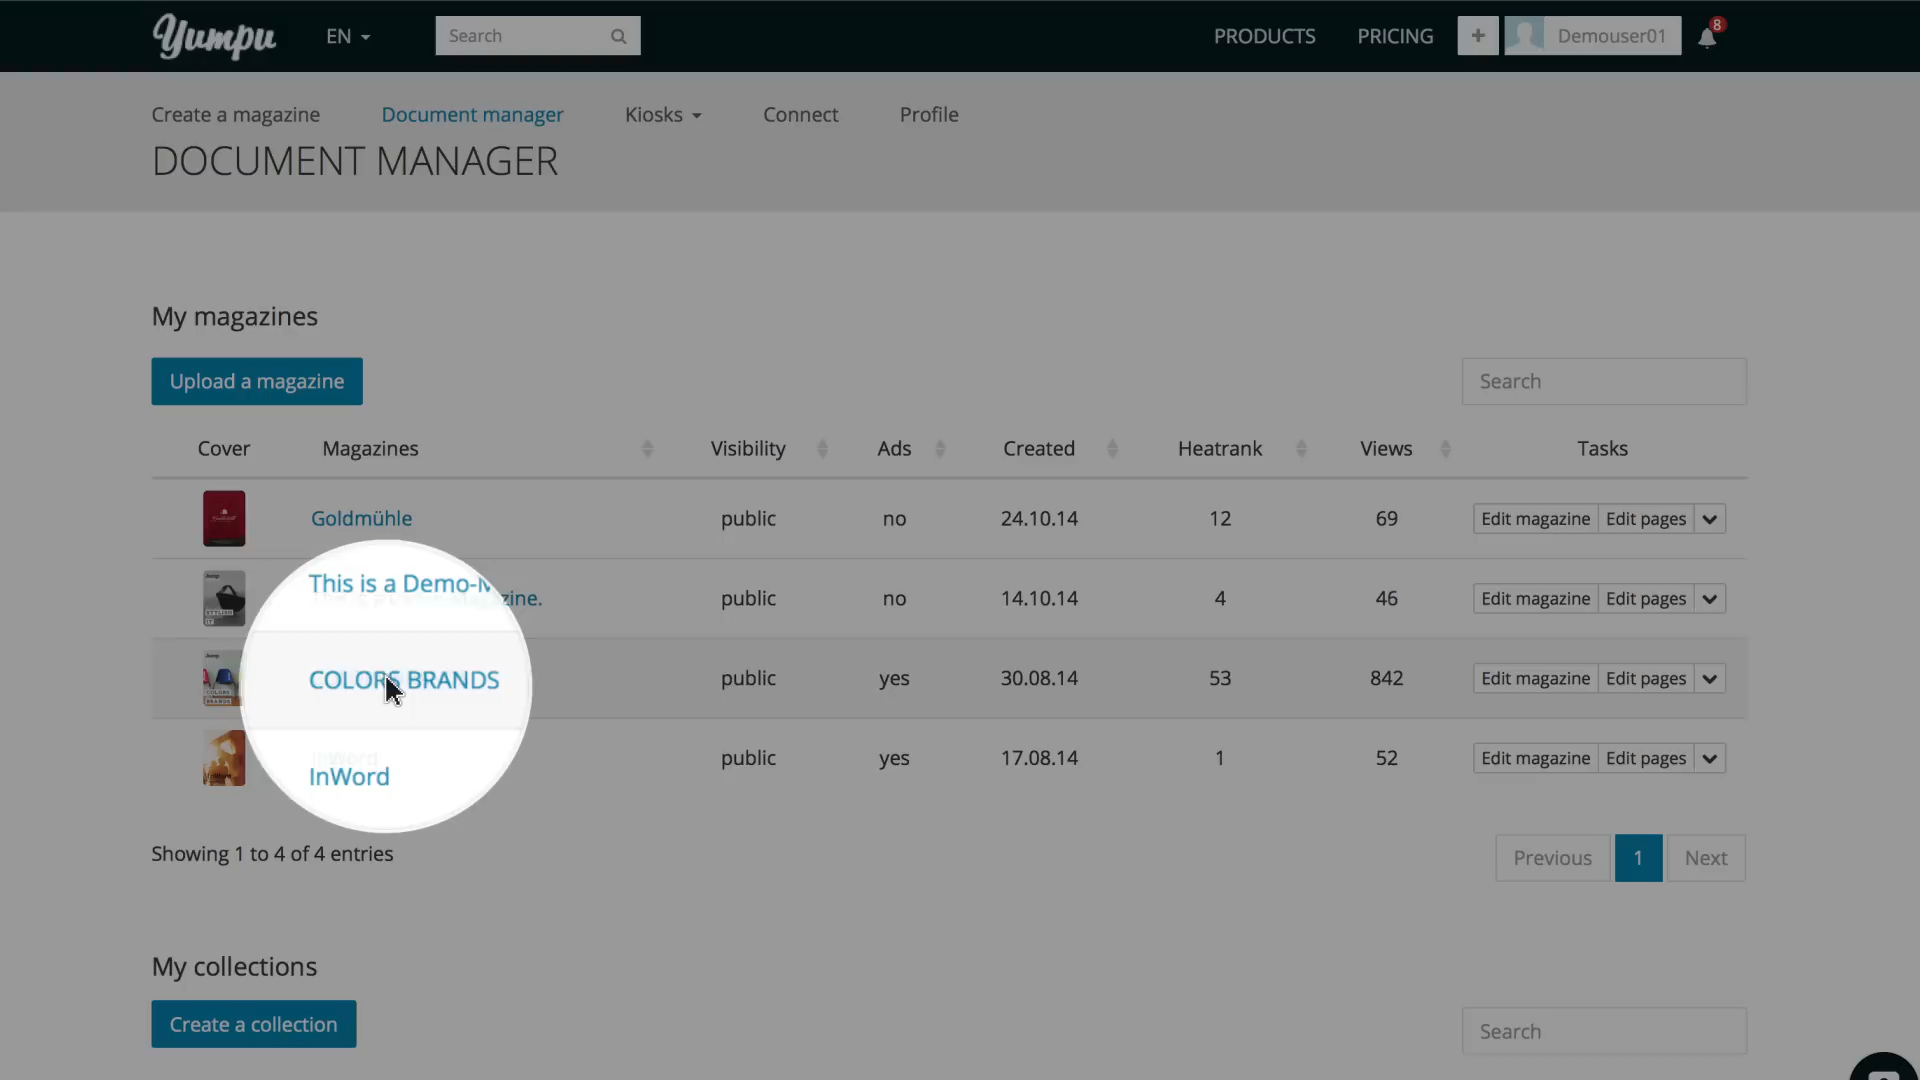 Yumpu EN Search PRODUCTS PRICING + Demouser01 8
Create a magazine Document manager Kiosks Connect Profile
DOCUMENT MANAGER
My magazines
Upload a magazine Search
Cover Magazines Visibility Ads Created Heatrank Views Tasks
Goldmühle public no 24.10.14 12 69 Edit magazine Edit pages
This is a Demo-M zine. public no 14.10.14 4 46 Edit magazine Edit pages
COLORS BRANDS public yes 30.08.14 53 842 Edit magazine Edit pages
InWord public yes 17.08.14 1 52 Edit magazine Edit pages
Showing 1 to 4 of 4 entries Previous 1 Next
My collections
Create a collection Search